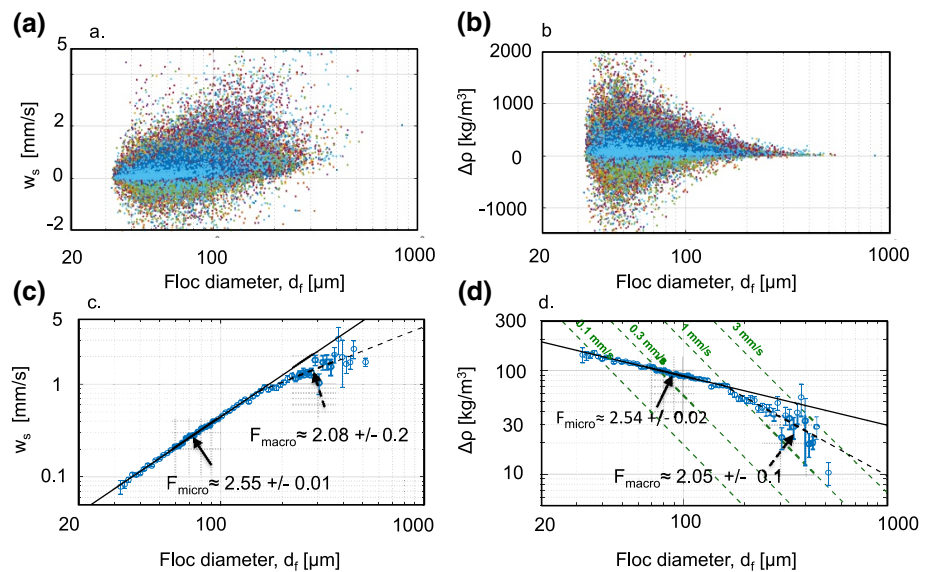 (a)
a.
5
2
0
-2
w_s [mm/s]
20
100
1000
Floc diameter, d_f [µm]
(b)
b
2000
1000
0
-1000
Δρ [kg/m³]
20
100
1000
Floc diameter, d_f [µm]
(c)
c.
5
1
0.1
w_s [mm/s]
F_macro ≈ 2.08 +/- 0.2
F_micro ≈ 2.55 +/- 0.01
20
100
1000
Floc diameter, d_f [µm]
(d)
d.
300
100
30
10
Δρ [kg/m³]
0.1 mm/s
0.3 mm/s
1 mm/s
3 mm/s
F_micro ≈ 2.54 +/- 0.02
F_macro ≈ 2.05 +/- 0.1
20
100
1000
Floc diameter, d_f [µm]